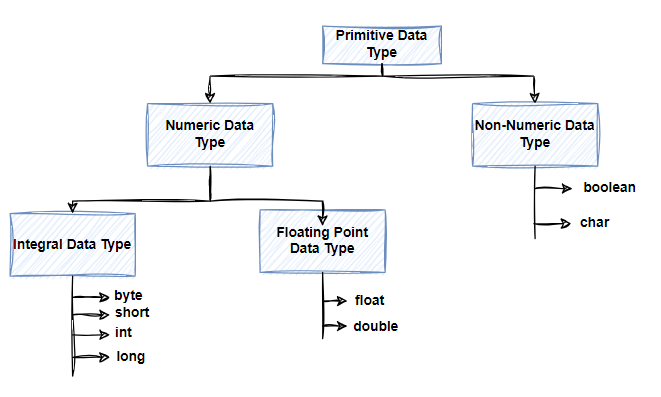 Primitive Data
Type
Numeric Data
Type
Non-Numeric Data
Type
boolean
char
Integral Data Type
Floating Point
Data Type
byte
short
int
long
float
double